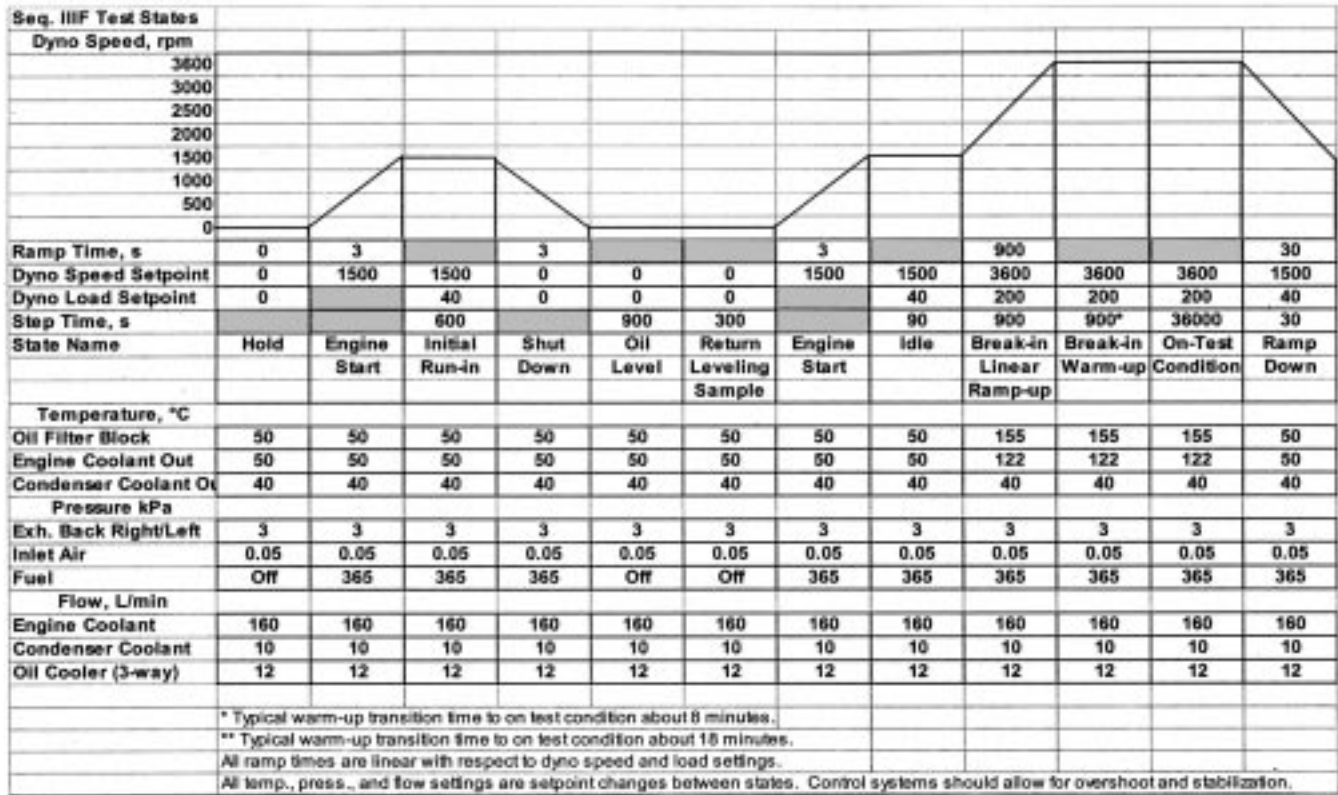 Seq. IIIF Test States
Dyno Speed, rpm
3600
3000
2500
2000
1500
1000
500
0
Ramp Time, s 0 3 3 3 900 30
Dyno Speed Setpoint 0 1500 1500 0 0 0 1500 1500 3600 3600 3600 1500
Dyno Load Setpoint 0 40 0 0 0 40 200 200 200 40
Step Time, s 600 900 300 90 900 900* 36000 30
State Name Hold Engine Initial Shut Oil Return Engine Idle Break-in Break-in On-Test Ramp
Start Run-in Down Level Leveling Start Linear Warm-up Condition Down
Sample Ramp-up
Temperature, °C
Oil Filter Block 50 50 50 50 50 50 50 50 155 155 155 50
Engine Coolant Out 50 50 50 50 50 50 50 50 122 122 122 50
Condenser Coolant Ou 40 40 40 40 40 40 40 40 40 40 40 40
Pressure kPa
Exh. Back Right/Left 3 3 3 3 3 3 3 3 3 3 3 3
Inlet Air 0.05 0.05 0.05 0.05 0.05 0.05 0.05 0.05 0.05 0.05 0.05 0.05
Fuel Off 365 365 365 Off Off 365 365 365 365 365 365
Flow, L/min
Engine Coolant 160 160 160 160 160 160 160 160 160 160 160 160
Condenser Coolant 10 10 10 10 10 10 10 10 10 10 10 10
Oil Cooler (3-way) 12 12 12 12 12 12 12 12 12 12 12 12
* Typical warm-up transition time to on test condition about 8 minutes.
** Typical warm-up transition time to on test condition about 18 minutes.
All ramp times are linear with respect to dyno speed and load settings.
All temp., press., and flow settings are setpoint changes between states. Control systems should allow for overshoot and stabilization.